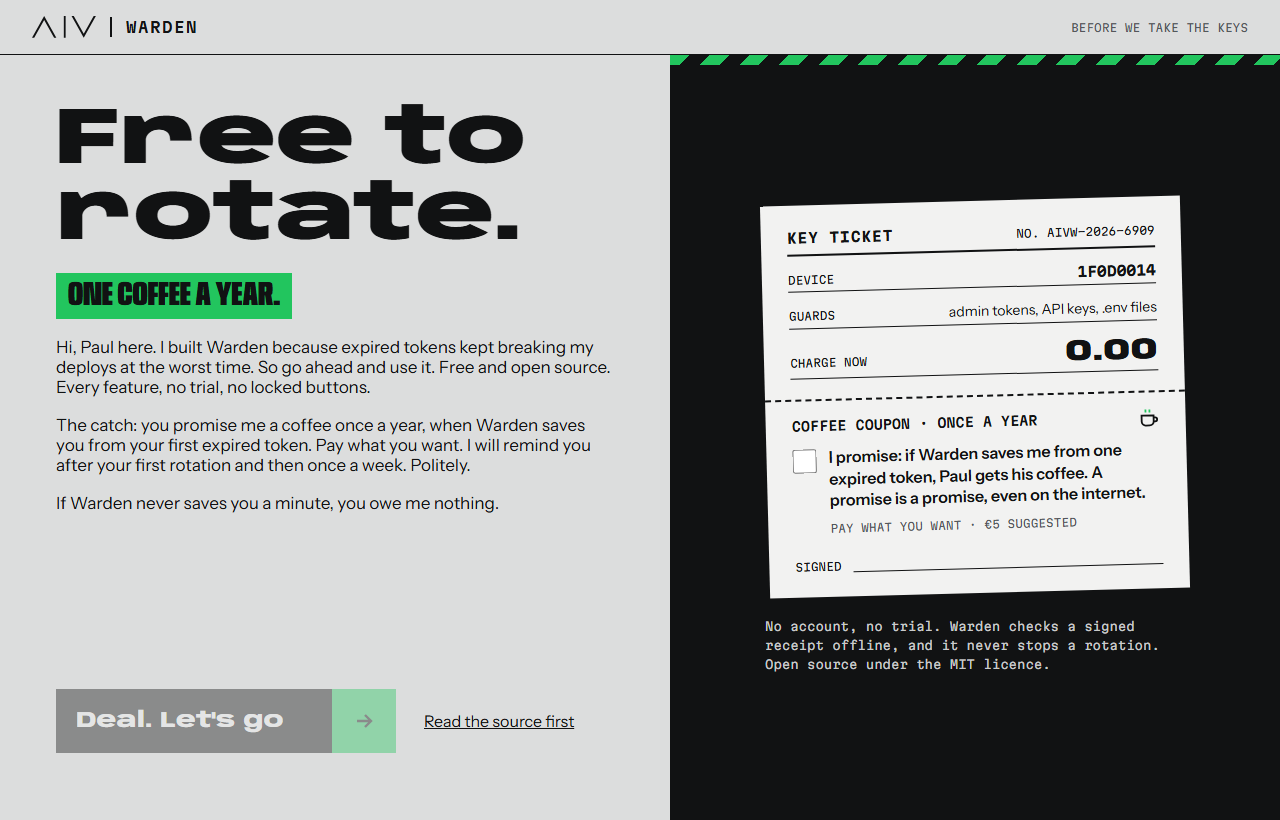 AIV | WARDEN
BEFORE WE TAKE THE KEYS
Free to
rotate.
ONE COFFEE A YEAR.
Hi, Paul here. I built Warden because expired tokens kept breaking my
deploys at the worst time. So go ahead and use it. Free and open source.
Every feature, no trial, no locked buttons.
The catch: you promise me a coffee once a year, when Warden saves
you from your first expired token. Pay what you want. I will remind you
after your first rotation and then once a week. Politely.
If Warden never saves you a minute, you owe me nothing.
Deal. Let's go →
Read the source first
KEY TICKET
NO. AIVW-2026-6909
DEVICE
1F0D0014
GUARDS
admin tokens, API keys, .env files
CHARGE NOW
0.00
COFFEE COUPON · ONCE A YEAR
I promise: if Warden saves me from one
expired token, Paul gets his coffee. A
promise is a promise, even on the internet.
PAY WHAT YOU WANT · €5 SUGGESTED
SIGNED
No account, no trial. Warden checks a signed
receipt offline, and it never stops a rotation.
Open source under the MIT licence.